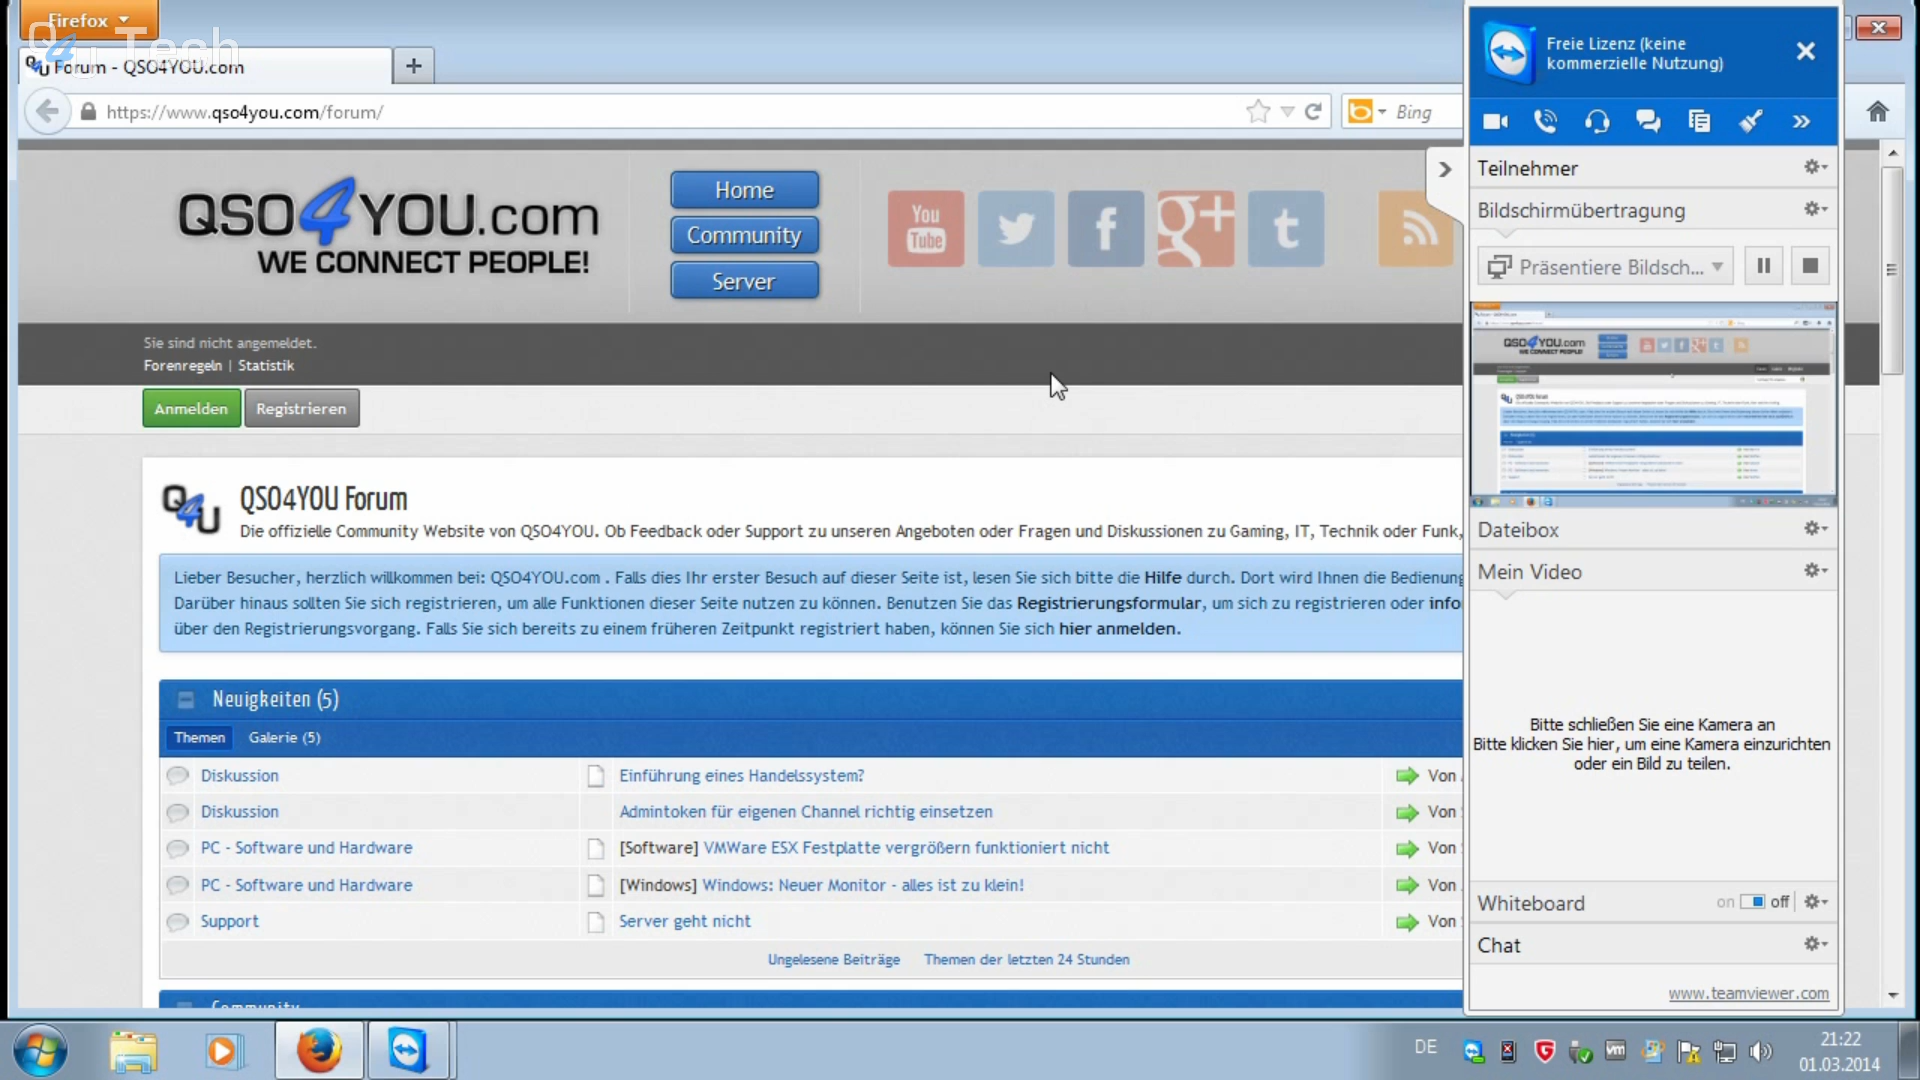 Firefox
Q4U Tech
Forum - QSO4YOU.com
https://www.qso4you.com/forum/
Bing
QSO4YOU.com
WE CONNECT PEOPLE!
Home
Community
Server
You
Tube
Sie sind nicht angemeldet.
Forenregeln | Statistik
Anmelden
Registrieren
Q4U
QSO4YOU Forum
Die offizielle Community Website von QSO4YOU. Ob Feedback oder Support zu unseren Angeboten oder Fragen und Diskussionen zu Gaming, IT, Technik oder Funk,
Lieber Besucher, herzlich willkommen bei: QSO4YOU.com . Falls dies Ihr erster Besuch auf dieser Seite ist, lesen Sie sich bitte die Hilfe durch. Dort wird Ihnen die Bedienung
Darüber hinaus sollten Sie sich registrieren, um alle Funktionen dieser Seite nutzen zu können. Benutzen Sie das Registrierungsformular, um sich zu registrieren oder info
über den Registrierungsvorgang. Falls Sie sich bereits zu einem früheren Zeitpunkt registriert haben, können Sie sich hier anmelden.
Neuigkeiten (5)
Themen Galerie (5)
Diskussion Einführung eines Handelssystem? Von
Diskussion Admintoken für eigenen Channel richtig einsetzen Von
PC - Software und Hardware [Software] VMWare ESX Festplatte vergrößern funktioniert nicht Von
PC - Software und Hardware [Windows] Windows: Neuer Monitor - alles ist zu klein! Von
Support Server geht nicht Von
Ungelesene Beiträge Themen der letzten 24 Stunden
Community
Freie Lizenz (keine
kommerzielle Nutzung)
Teilnehmer
Bildschirmübertragung
Präsentiere Bildsch...
Dateibox
Mein Video
Bitte schließen Sie eine Kamera an
Bitte klicken Sie hier, um eine Kamera einzurichten
oder ein Bild zu teilen.
Whiteboard on off
Chat
www.teamviewer.com
DE
21:22
01.03.2014